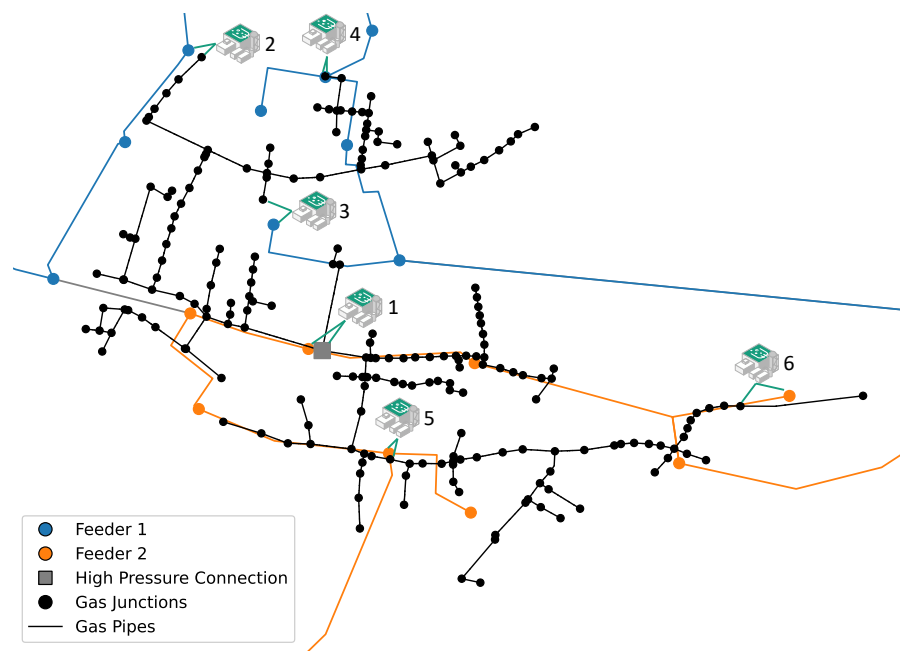 4
2
3
1
6
5
Feeder 1
Feeder 2
High Pressure Connection
Gas Junctions
Gas Pipes